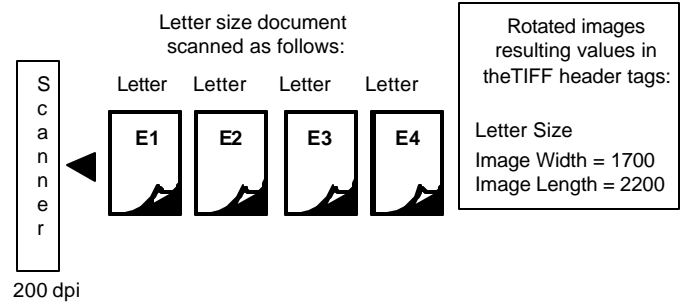 Letter size document
scanned as follows:
Letter Letter Letter Letter
E1 E2 E3 E4
Scanner
200 dpi
Rotated images
resulting values in
theTIFF header tags:
Letter Size
Image Width = 1700
Image Length = 2200